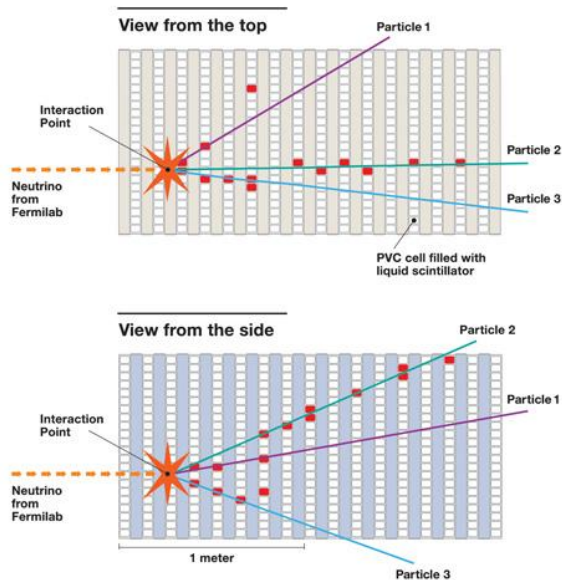 View from the top
Particle 1
Interaction
Point
Particle 2
Neutrino
from
Fermilab
Particle 3
PVC cell filled with
liquid scintillator
View from the side
Particle 2
Particle 1
Interaction
Point
Neutrino
from
Fermilab
1 meter
Particle 3